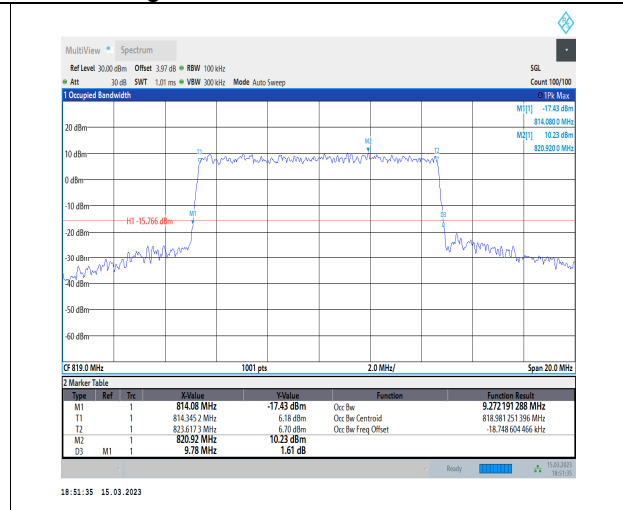 MultiView Spectrum
Ref Level 30.00 dBm Offset 3.97 dB RBW 100 kHz SGL
Att 30 dB SWT 1.01 ms VBW 300 kHz Mode Auto Sweep Count 100/100
1 Occupied Bandwidth 1Pk Max
M1[1] -17.43 dBm
814.080 0 MHz
M2[1] 10.23 dBm
820.920 0 MHz
20 dBm
M2
T1 T2
10 dBm
0 dBm
-10 dBm
M1 D3
H1 -15.766 dBm
-20 dBm
-30 dBm
-40 dBm
-50 dBm
-60 dBm
CF 819.0 MHz 1001 pts 2.0 MHz/ Span 20.0 MHz
2 Marker Table
Type Ref Trc X-Value Y-Value Function Function Result
M1 1 814.08 MHz -17.43 dBm Occ Bw 9.272 191 288 MHz
T1 1 814.345 2 MHz 6.18 dBm Occ Bw Centroid 818.981 251 396 MHz
T2 1 823.617 3 MHz 6.70 dBm Occ Bw Freq Offset -18.748 604 466 kHz
M2 1 820.92 MHz 10.23 dBm
D3 M1 1 9.78 MHz 1.61 dB
Ready 15.03.2023
18:51:35
18:51:35 15.03.2023